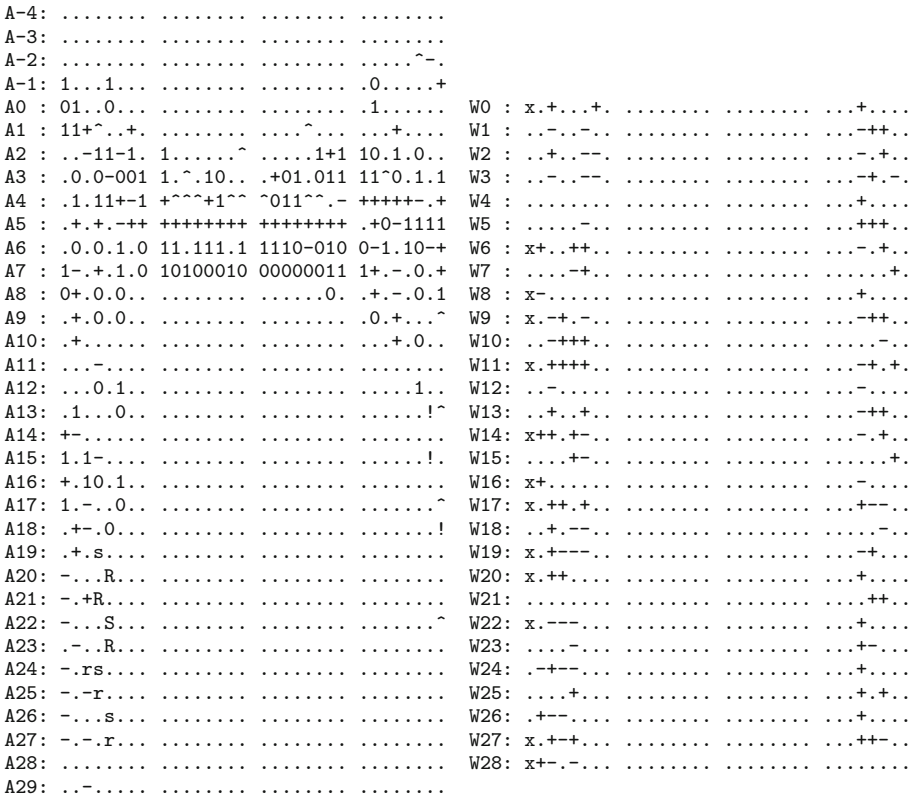 A-4: ........ ........ ........ ........
A-3: ........ ........ ........ ........
A-2: ........ ........ ........ .....^-.
A-1: 1...1... ........ ........ .0.....+
A0 : 01..0... ........ ........ .1...... W0 : x.+...+. ........ ........ ...+....
A1 : 11+^..+. ........ ....^... ...+.... W1 : ..-..-.. ........ ........ ...-++..
A2 : ..-11-1. 1......^ .....1+1 10.1.0.. W2 : ..+..--. ........ ........ ...-.+..
A3 : .0.0-001 1.^.10.. .+01.011 11^0.1.1 W3 : ..-..--. ........ ........ ...-+.-.
A4 : .1.11+-1 +^^^+1^^ ^011^^.- +++++-.+ W4 : ........ ........ ........ ...+....
A5 : .+.+.-++ ++++++++ ++++++++ .+0-1111 W5 : .....-.. ........ ........ ...+++..
A6 : .0.0.1.0 11.111.1 1110-010 0-1.10-+ W6 : x+..++.. ........ ........ ...-.+..
A7 : 1-.+.1.0 10100010 00000011 1+.-.0.+ W7 : ....-+.. ........ ........ ......+.
A8 : 0+.0.0.. ........ ......0. .+.-.0.1 W8 : x-...... ........ ........ ...+....
A9 : .+.0.0.. ........ ........ .0.+...^ W9 : x.-+.-.. ........ ........ ...-++..
A10: .+...... ........ ........ ...+.0.. W10: ..-+++.. ........ ........ .....-..
A11: ...-.... ........ ........ ........ W11: x.++++.. ........ ........ ...-+.+.
A12: ...0.1.. ........ ........ .....1.. W12: ..-..... ........ ........ ...-....
A13: .1...0.. ........ ........ ......!^ W13: ..+..+.. ........ ........ ...-++..
A14: +-...... ........ ........ ........ W14: x++.+-.. ........ ........ ...-.+..
A15: 1.1-.... ........ ........ ......!. W15: ....+-.. ........ ........ ......+.
A16: +.10.1.. ........ ........ ........ W16: x+...... ........ ........ ...-....
A17: 1.-..0.. ........ ........ .......^ W17: x.++.+.. ........ ........ ...+--..
A18: .+-.0... ........ ........ .......! W18: ..+.--.. ........ ........ .....-..
A19: .+.s.... ........ ........ ........ W19: x.+---.. ........ ........ ...-+...
A20: -...R... ........ ........ ........ W20: x.++.... ........ ........ ...+....
A21: -.+R.... ........ ........ ........ W21: ........ ........ ........ ....++..
A22: -...S... ........ ........ .......^ W22: x.---... ........ ........ ...+....
A23: .-..R... ........ ........ ........ W23: ....-... ........ ........ ...+-...
A24: -.rs.... ........ ........ ........ W24: .-+--... ........ ........ ...+....
A25: -.-r.... ........ ........ ........ W25: ....+... ........ ........ ...+.+..
A26: -...s... ........ ........ ........ W26: .+--.... ........ ........ ...+....
A27: -.-.r... ........ ........ ........ W27: x.+-+... ........ ........ ...++-..
A28: ........ ........ ........ ........ W28: x+-.-... ........ ........ ........
A29: ..-..... ........ ........ ........